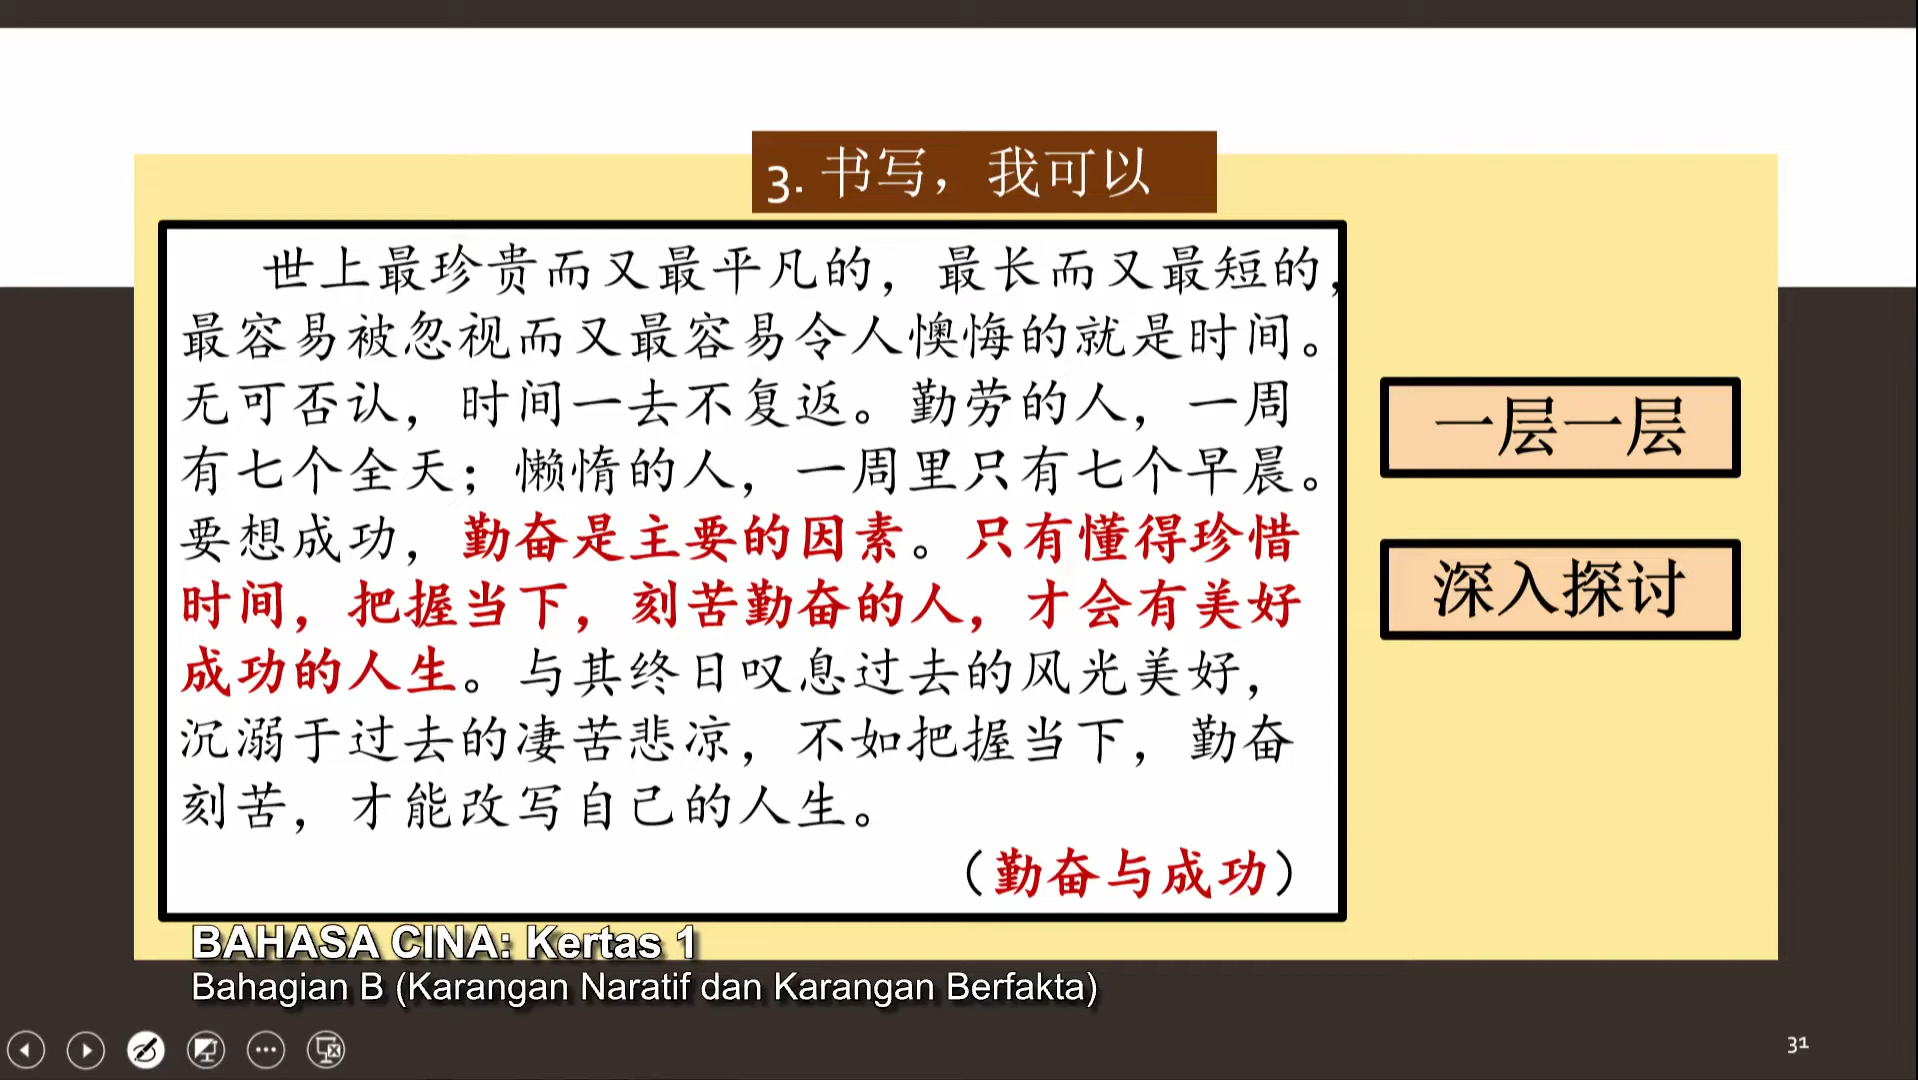 3. 书写，我可以
世上最珍贵而又最平凡的，最长而又最短的，
最容易被忽视而又最容易令人懊悔的就是时间。
无可否认，时间一去不复返。勤劳的人，一周
有七个全天；懒惰的人，一周里只有七个早晨。
要想成功，勤奋是主要的因素。只有懂得珍惜
时间，把握当下，刻苦勤奋的人，才会有美好
成功的人生。与其终日叹息过去的风光美好，
沉溺于过去的凄苦悲凉，不如把握当下，勤奋
刻苦，才能改写自己的人生。
（勤奋与成功）
一层一层
深入探讨
BAHASA CINA: Kertas 1
Bahagian B (Karangan Naratif dan Karangan Berfakta)
31